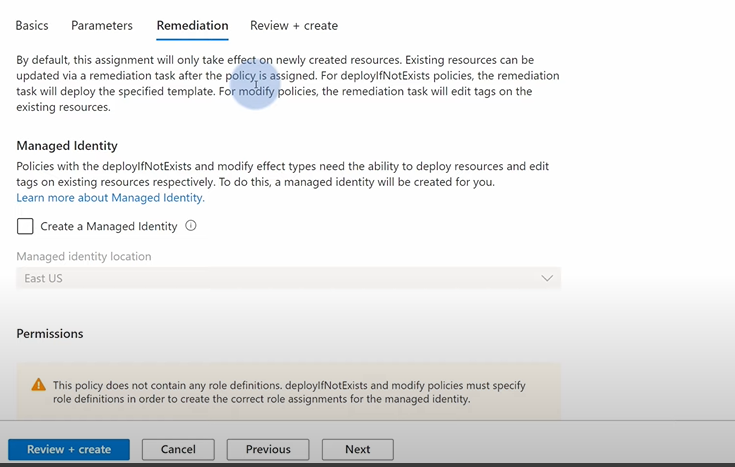 Basics Parameters Remediation Review + create
By default, this assignment will only take effect on newly created resources. Existing resources can be
updated via a remediation task after the policy is assigned. For deployIfNotExists policies, the remediation
task will deploy the specified template. For modify policies, the remediation task will edit tags on the
existing resources.
Managed Identity
Policies with the deployIfNotExists and modify effect types need the ability to deploy resources and edit
tags on existing resources respectively. To do this, a managed identity will be created for you.
Learn more about Managed Identity.
Create a Managed Identity
Managed identity location
East US
Permissions
This policy does not contain any role definitions. deployIfNotExists and modify policies must specify
role definitions in order to create the correct role assignments for the managed identity.
Review + create Cancel Previous Next